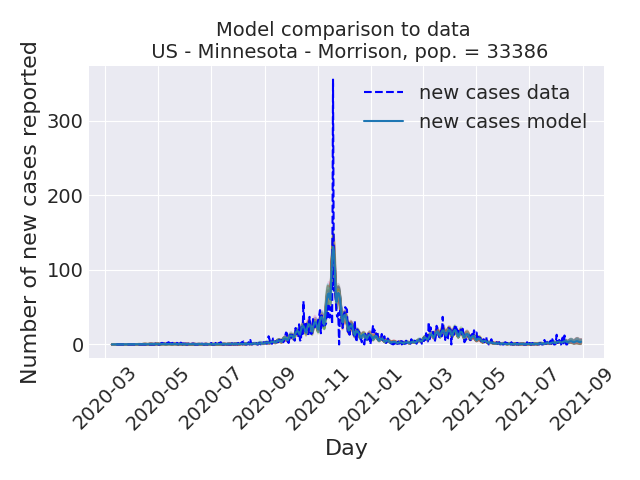 Model comparison to data
US - Minnesota - Morrison, pop. = 33386
Number of new cases reported
300
200
100
0
new cases data
new cases model
2020-03
2020-05
2020-07
2020-09
2020-11
2021-01
2021-03
2021-05
2021-07
2021-09
Day